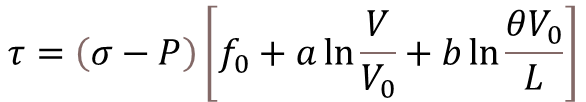 τ = (σ − P) [f₀ + a ln V/V₀ + b ln θV₀/L]